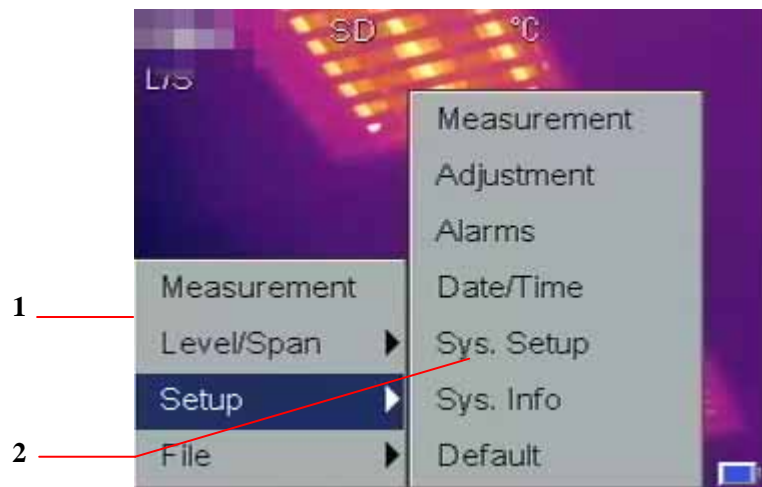 SD °C
L/S
Measurement
Adjustment
Alarms
Date/Time
Sys. Setup
Sys. Info
Default
Measurement
Level/Span
Setup
File
1
2